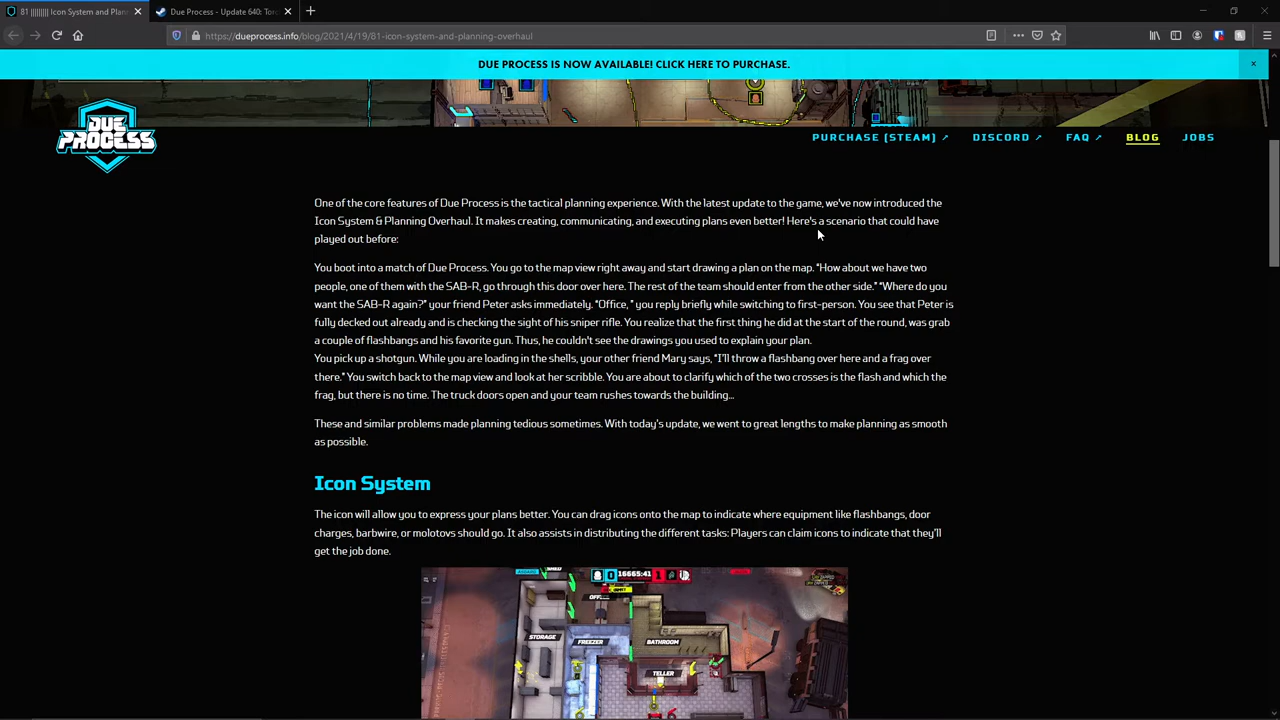 81 ||||||||| Icon System and Plann
Due Process - Update 640: Tor
https://dueprocess.info/blog/2021/4/19/81-icon-system-and-planning-overhaul
DUE PROCESS IS NOW AVAILABLE! CLICK HERE TO PURCHASE.
DUE PROCESS
PURCHASE [STEAM] ↗ DISCORD ↗ FAQ ↗ BLOG JOBS
One of the core features of Due Process is the tactical planning experience. With the latest update to the game, we've now introduced the
Icon System & Planning Overhaul. It makes creating, communicating, and executing plans even better! Here's a scenario that could have
played out before:
You boot into a match of Due Process. You go to the map view right away and start drawing a plan on the map. "How about we have two
people, one of them with the SAB-R, go through this door over here. The rest of the team should enter from the other side." "Where do you
want the SAB-R again?" your friend Peter asks immediately. "Office, " you reply briefly while switching to first-person. You see that Peter is
fully decked out already and is checking the sight of his sniper rifle. You realize that the first thing he did at the start of the round, was grab
a couple of flashbangs and his favorite gun. Thus, he couldn't see the drawings you used to explain your plan.
You pick up a shotgun. While you are loading in the shells, your other friend Mary says, "I'll throw a flashbang over here and a frag over
there." You switch back to the map view and look at her scribble. You are about to clarify which of the two crosses is the flash and which the
frag, but there is no time. The truck doors open and your team rushes towards the building...
These and similar problems made planning tedious sometimes. With today's update, we went to great lengths to make planning as smooth
as possible.
Icon System
The icon will allow you to express your plans better. You can drag icons onto the map to indicate where equipment like flashbangs, door
charges, barbwire, or molotovs should go. It also assists in distributing the different tasks: Players can claim icons to indicate that they'll
get the job done.
SHED
0 16665:41 1
STORAGE
FREEZER
BATHROOM
TELLER